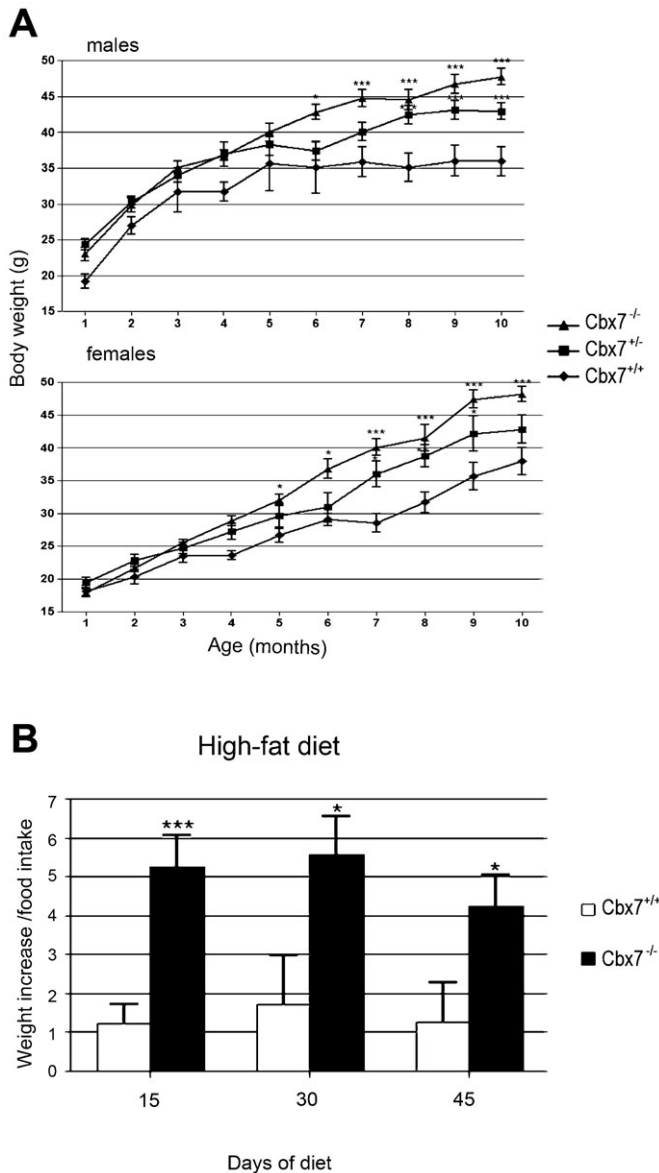 A
males
50
45
40
35
30
25
20
15
* *** *** *** ***
*** *** ***
1 2 3 4 5 6 7 8 9 10
Body weight (g)
females
50
45
40
35
30
25
20
15
* * *** *** *** ***
*
1 2 3 4 5 6 7 8 9 10
Age (months)
Cbx7 -/-
Cbx7 +/-
Cbx7 +/+
B
High-fat diet
7
6
5
4
3
2
1
0
*** * *
Weight increase /food intake
15 30 45
Days of diet
Cbx7 +/+
Cbx7 -/-